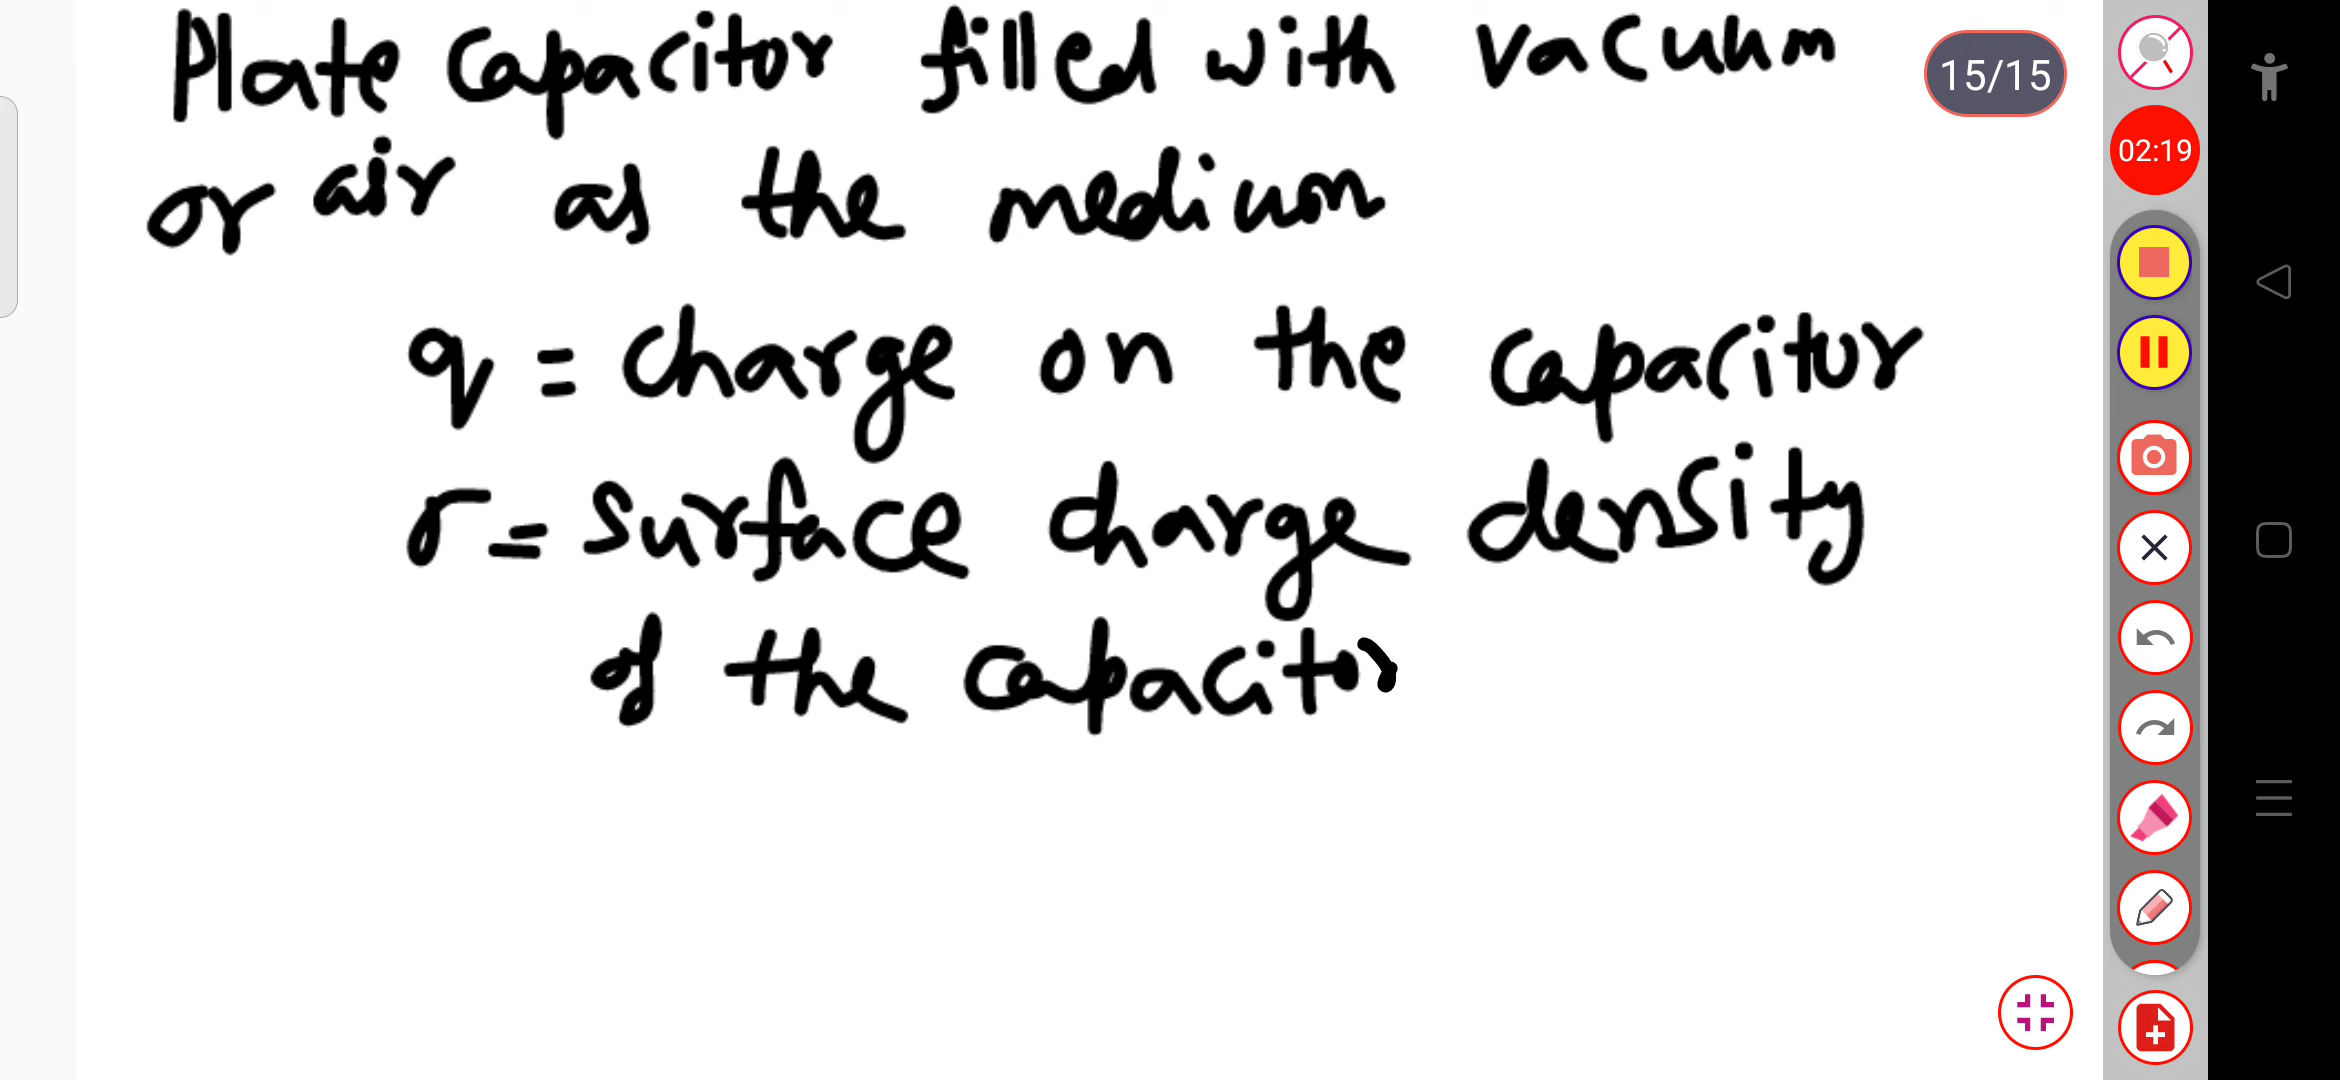 Plate Capacitor filled with vacuum
15/15
or air as the medium
02:19
q = charge on the capacitor
σ = surface charge density
of the capacitor